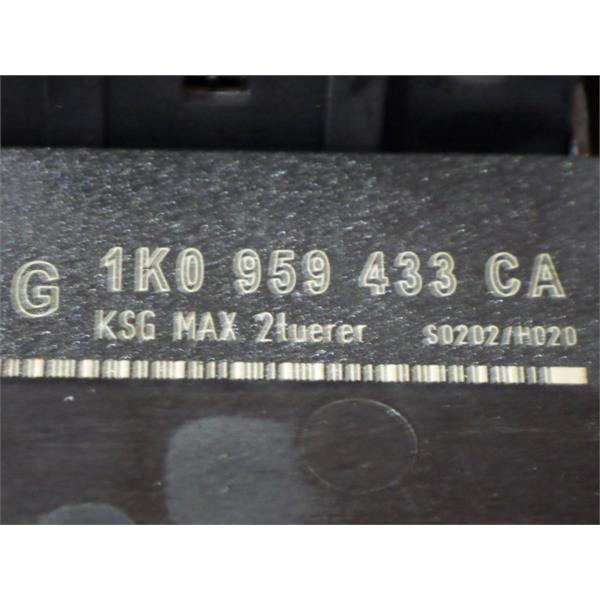 G 1K0 959 433 CA
KSG MAX 2tuerer S0202/H020